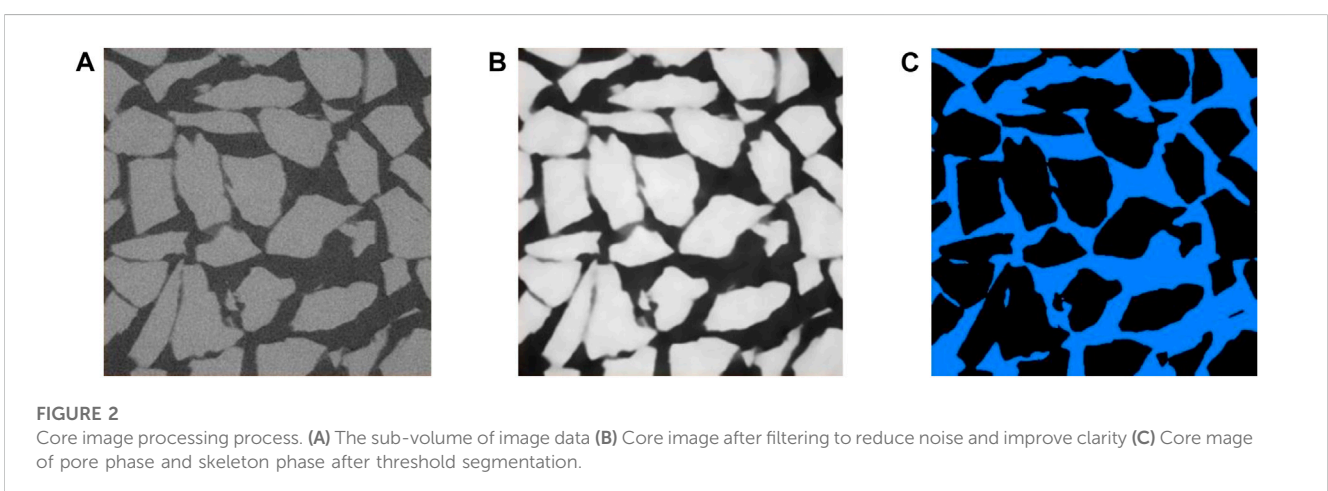 A
B
C
FIGURE 2
Core image processing process. (A) The sub-volume of image data (B) Core image after filtering to reduce noise and improve clarity (C) Core mage
of pore phase and skeleton phase after threshold segmentation.